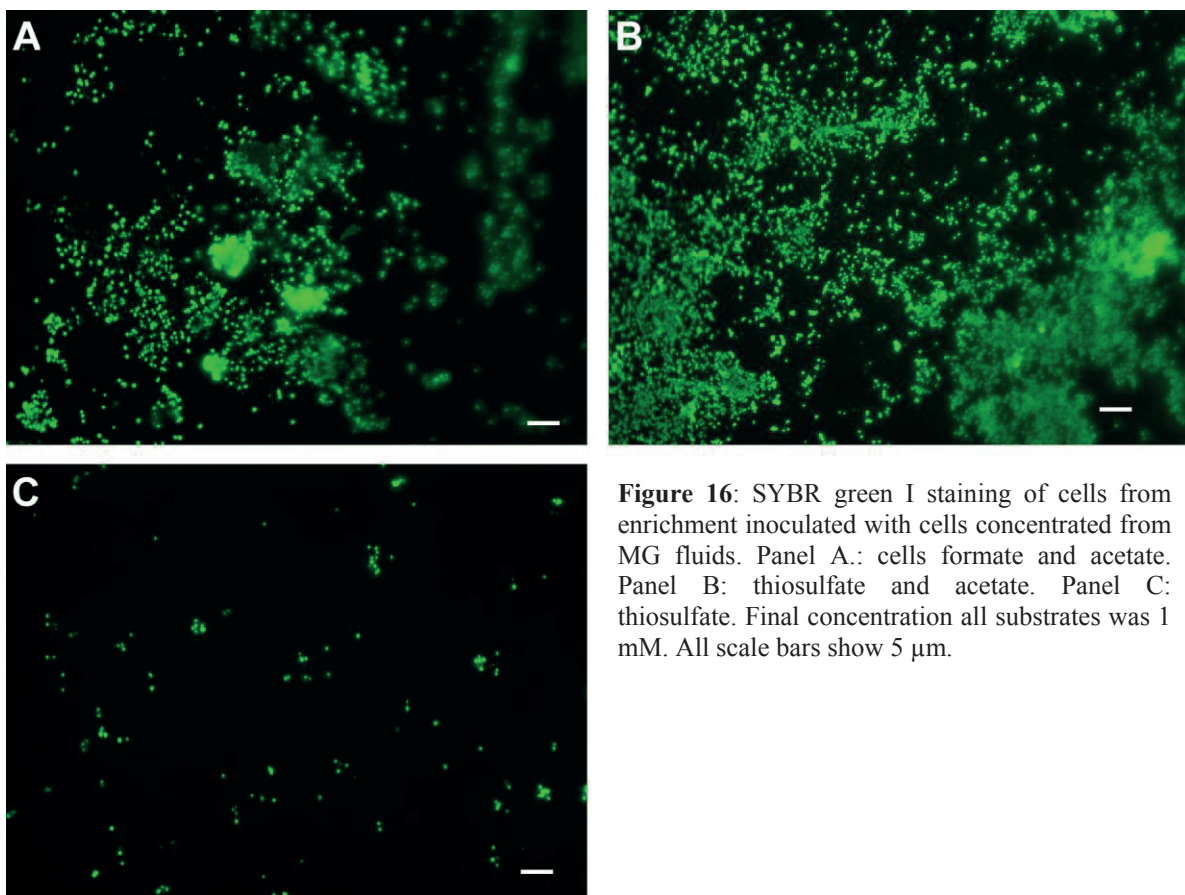 A
B
C
Figure 16: SYBR green I staining of cells from
enrichment inoculated with cells concentrated from
MG fluids. Panel A.: cells formate and acetate.
Panel B: thiosulfate and acetate. Panel C:
thiosulfate. Final concentration all substrates was 1
mM. All scale bars show 5 µm.